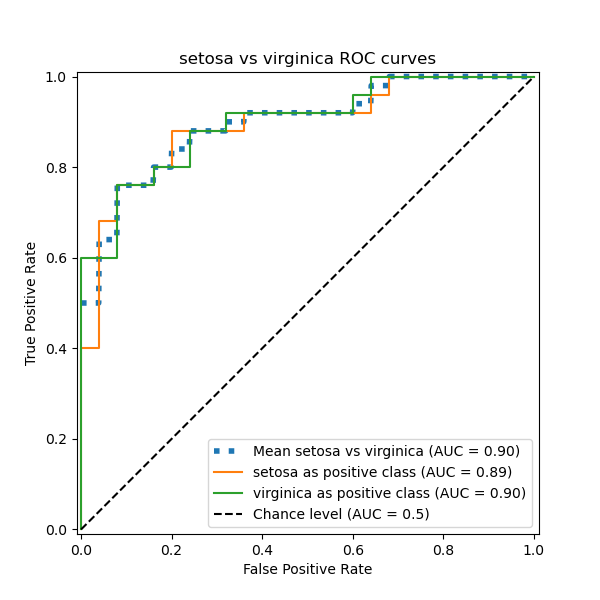 setosa vs virginica ROC curves
True Positive Rate
1.0
0.8
0.6
0.4
0.2
0.0
Mean setosa vs virginica (AUC = 0.90)
setosa as positive class (AUC = 0.89)
virginica as positive class (AUC = 0.90)
Chance level (AUC = 0.5)
0.0 0.2 0.4 0.6 0.8 1.0
False Positive Rate